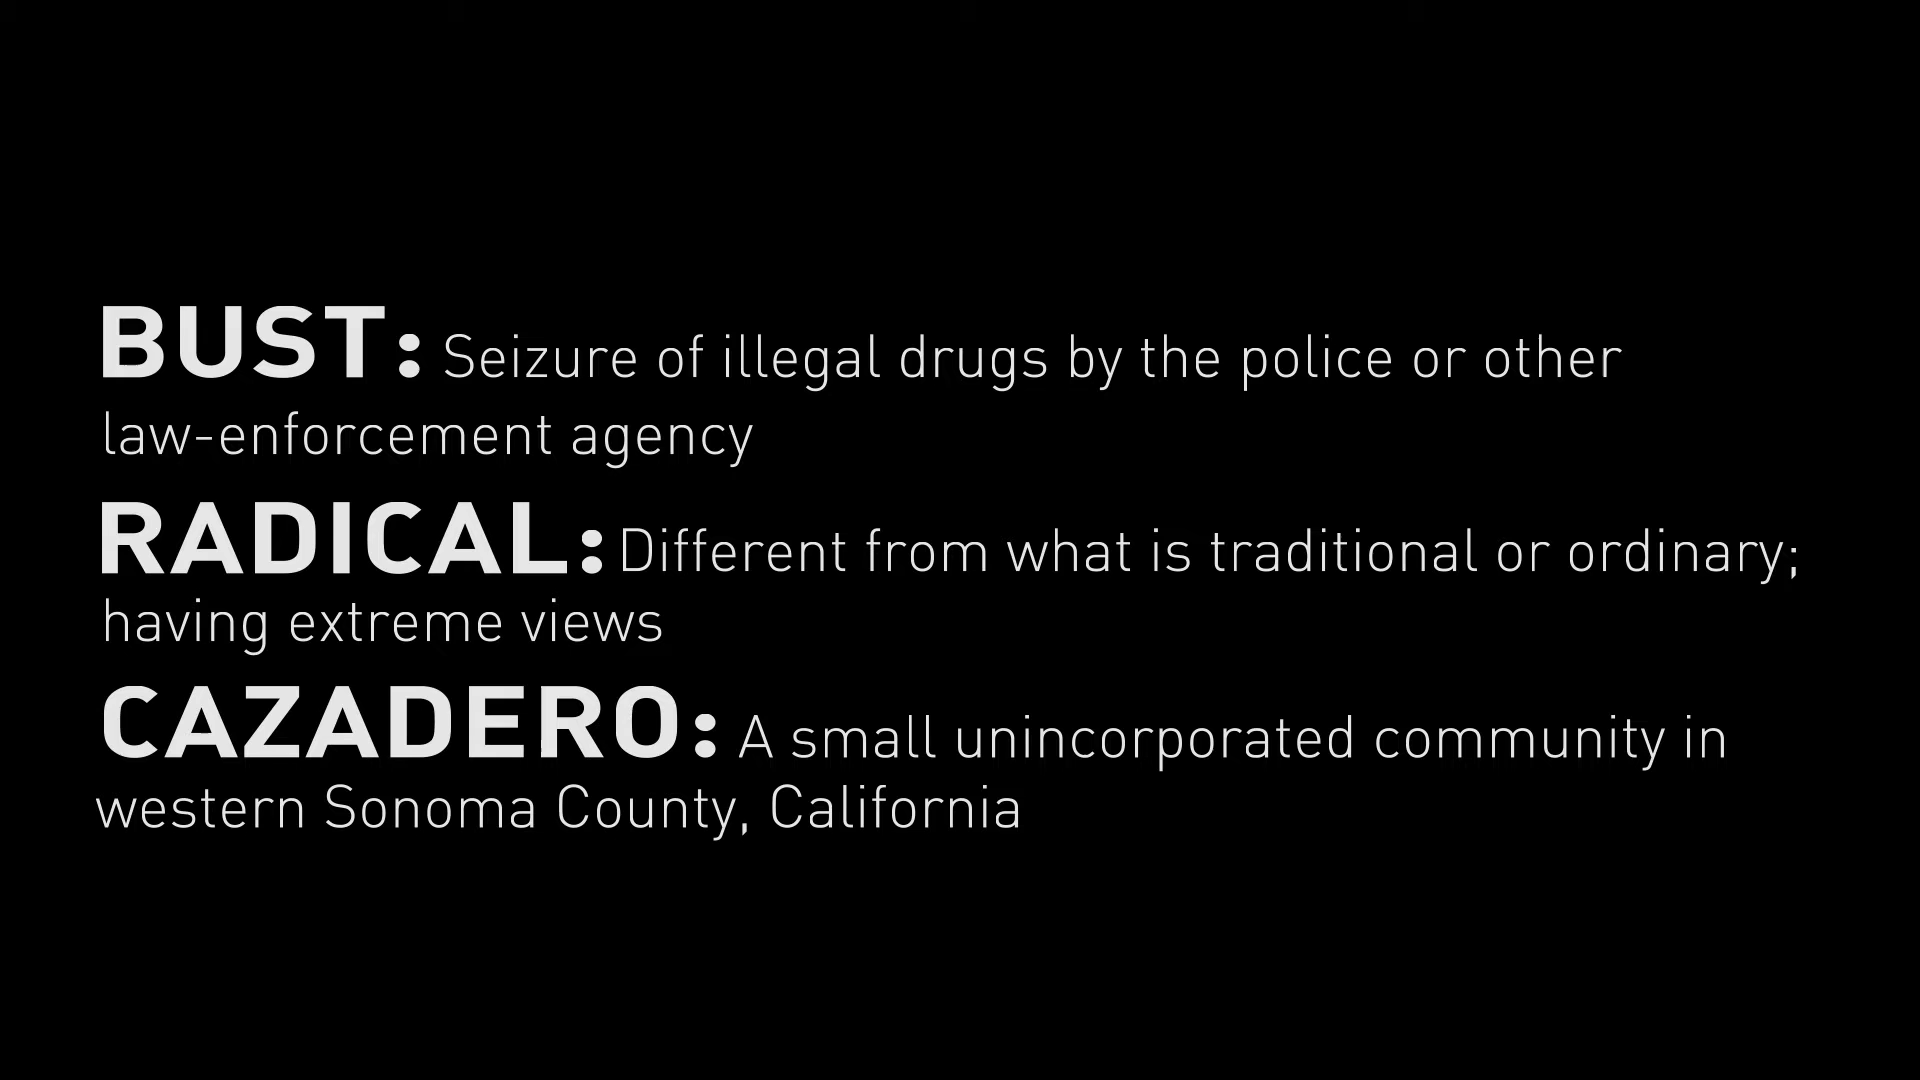 BUST: Seizure of illegal drugs by the police or other
law-enforcement agency
RADICAL: Different from what is traditional or ordinary;
having extreme views
CAZADERO: A small unincorporated community in
western Sonoma County, California